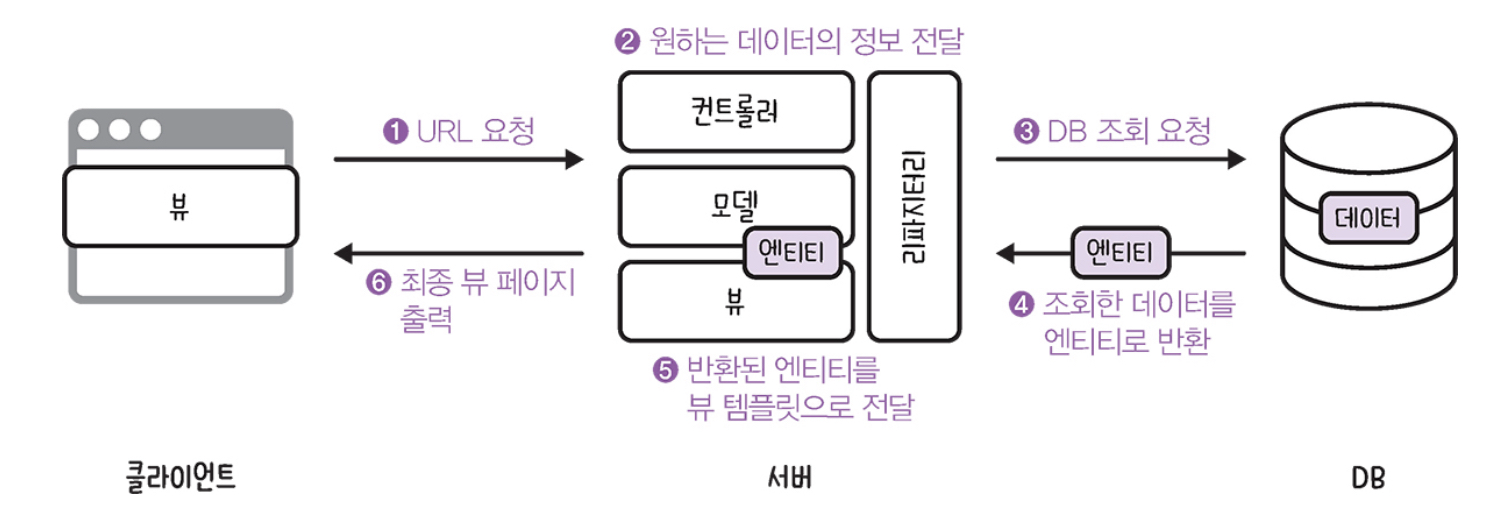 ❷ 원하는 데이터의 정보 전달
컨트롤러
❶ URL 요청
❸ DB 조회 요청
뷰
모델
리파지터리
데이터
엔티티
엔티티
❻ 최종 뷰 페이지
출력
뷰
❹ 조회한 데이터를
엔티티로 반환
❺ 반환된 엔티티를
뷰 템플릿으로 전달
클라이언트
서버
DB